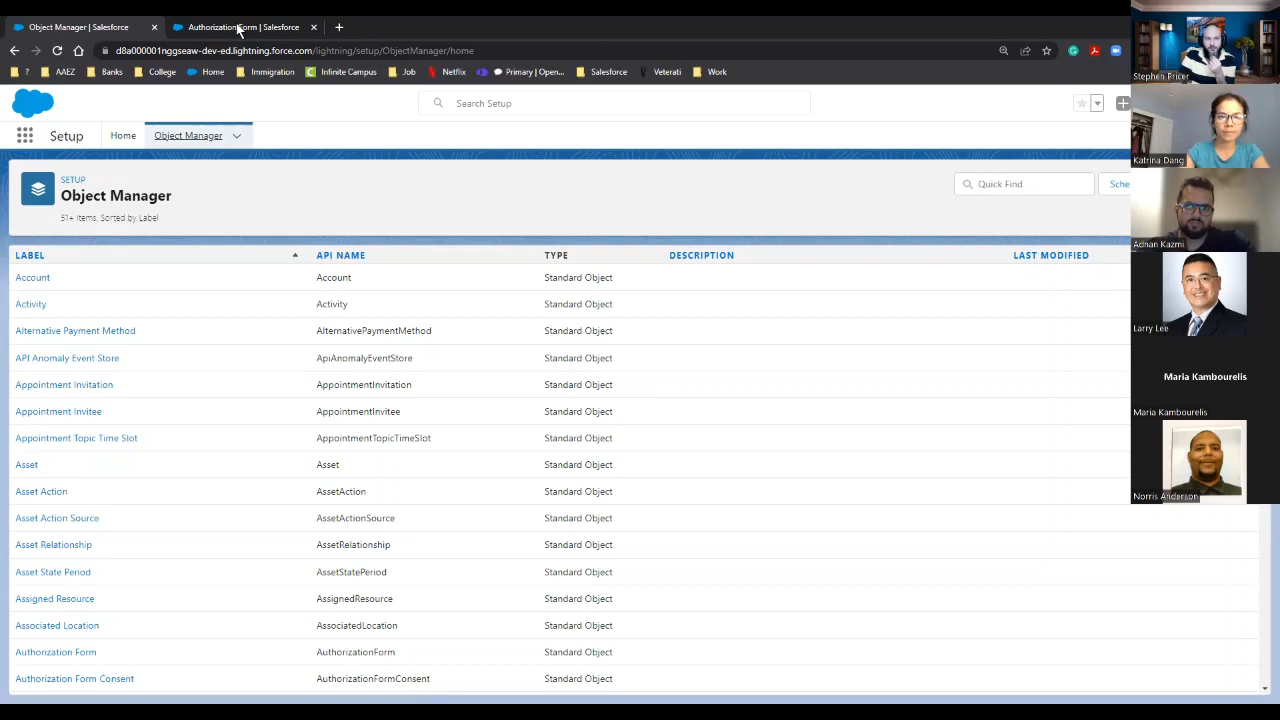 Object Manager | Salesforce
AuthorizationForm | Salesforce
d8a000001nggseaw-dev-ed.lightning.force.com/lightning/setup/ObjectManager/home
? AAEZ Banks College Home Immigration Infinite Campus Job Netflix Primary | Open... Salesforce Veterati Work
Search Setup
Setup Home Object Manager
SETUP
Object Manager
51+ Items, Sorted by Label
Quick Find
Sche
LABEL API NAME TYPE DESCRIPTION LAST MODIFIED
Account Account Standard Object
Activity Activity Standard Object
Alternative Payment Method AlternativePaymentMethod Standard Object
API Anomaly Event Store ApiAnomalyEventStore Standard Object
Appointment Invitation AppointmentInvitation Standard Object
Appointment Invitee AppointmentInvitee Standard Object
Appointment Topic Time Slot AppointmentTopicTimeSlot Standard Object
Asset Asset Standard Object
Asset Action AssetAction Standard Object
Asset Action Source AssetActionSource Standard Object
Asset Relationship AssetRelationship Standard Object
Asset State Period AssetStatePeriod Standard Object
Assigned Resource AssignedResource Standard Object
Associated Location AssociatedLocation Standard Object
Authorization Form AuthorizationForm Standard Object
Authorization Form Consent AuthorizationFormConsent Standard Object
Stephen Pricer
Katrina Dang
Adnan Kazmi
Larry Lee
Maria Kambourelis
Maria Kambourelis
Norris Anderson